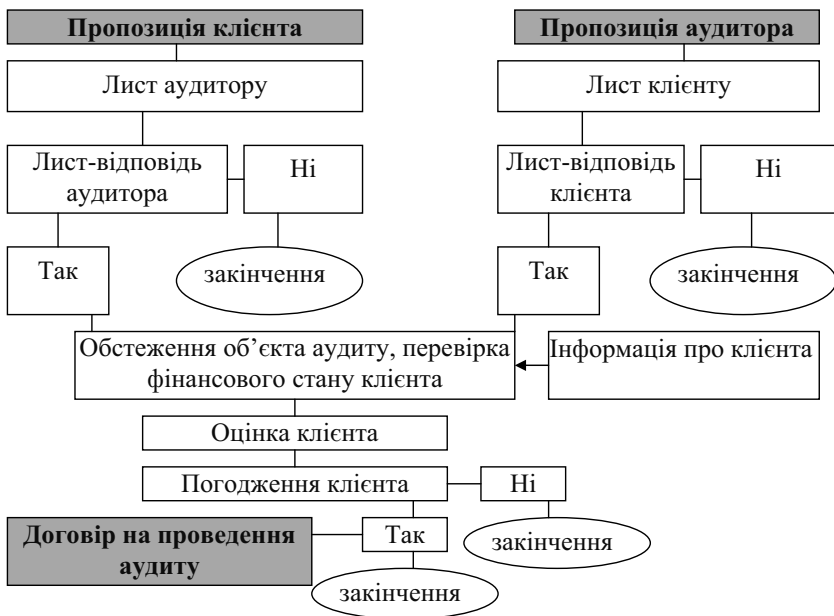 Пропозиція клієнта
Пропозиція аудитора
Лист аудитору
Лист клієнту
Лист-відповідь
аудитора
Ні
Лист-відповідь
клієнта
Ні
Так
закінчення
Так
закінчення
Обстеження об’єкта аудиту, перевірка
фінансового стану клієнта
Інформація про клієнта
Оцінка клієнта
Погодження клієнта
Ні
Договір на проведення
аудиту
Так
закінчення
закінчення